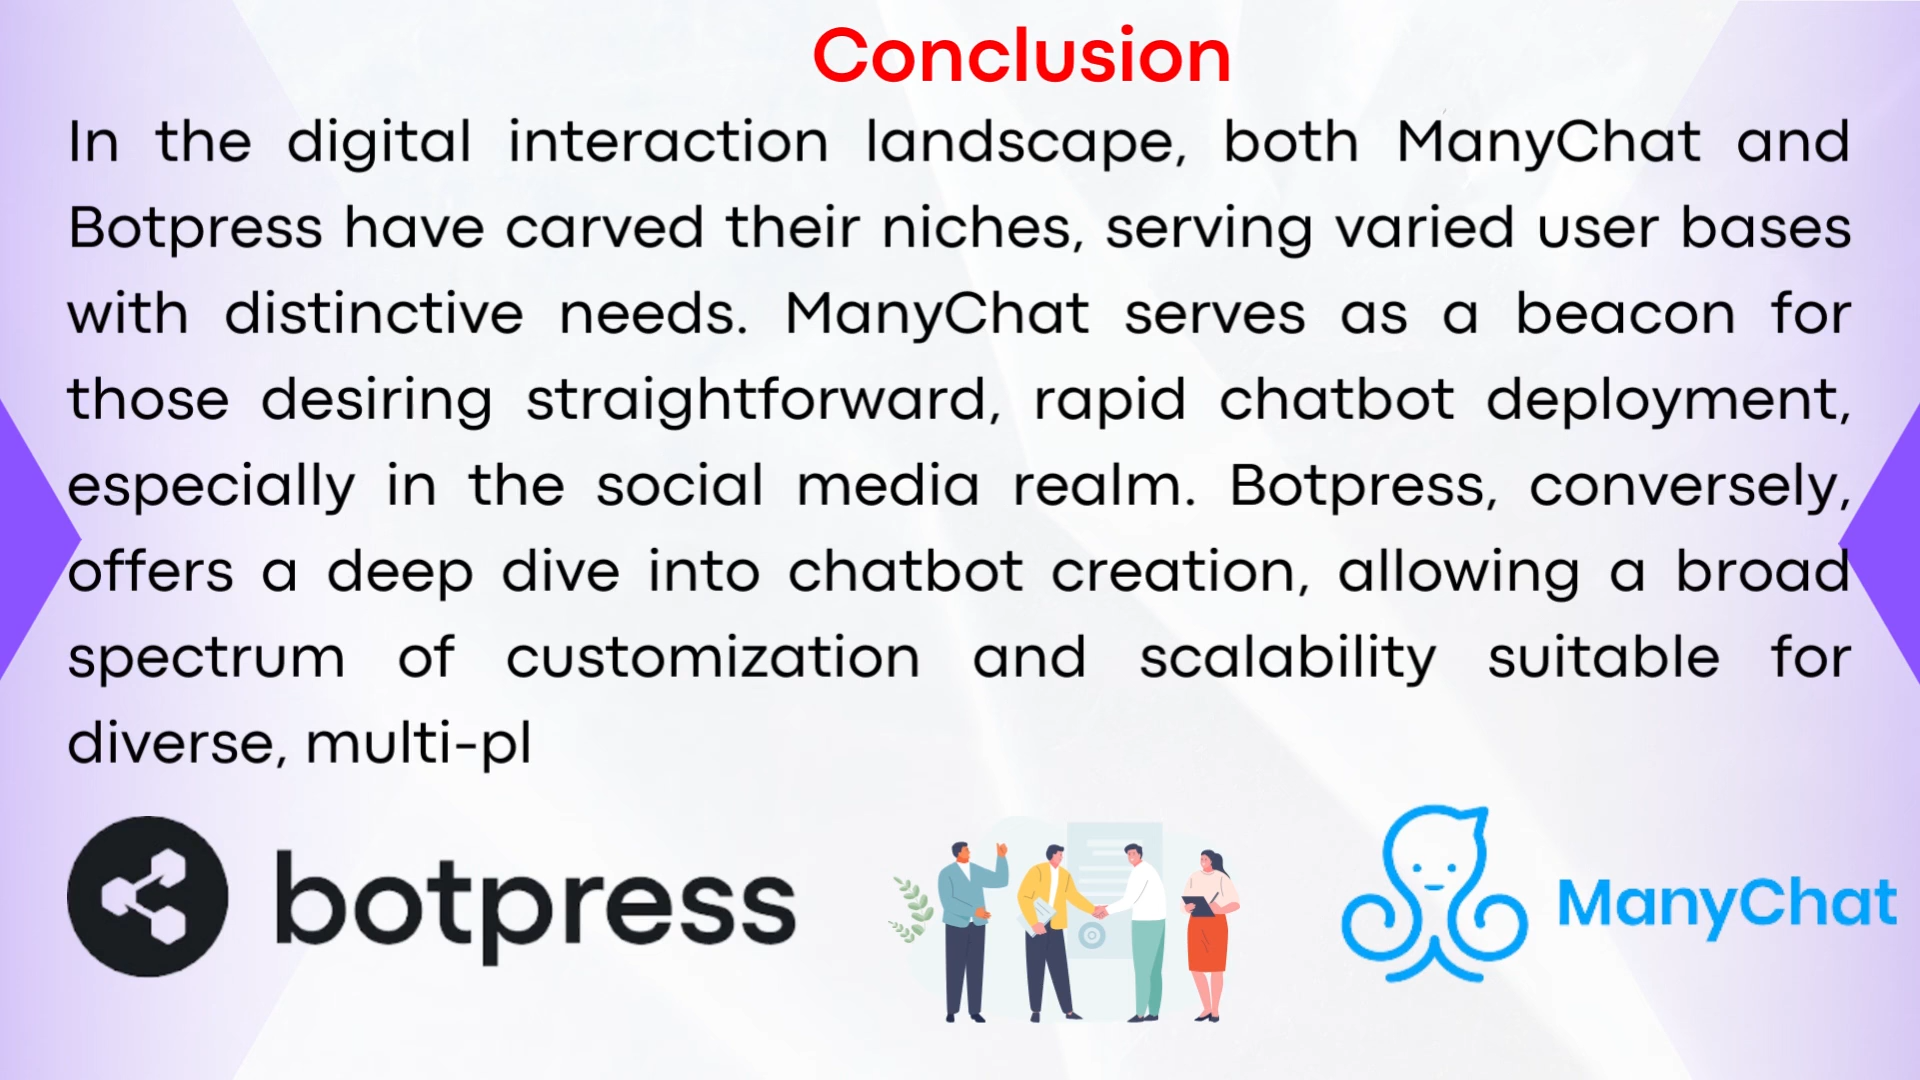 Conclusion
In the digital interaction landscape, both ManyChat and
Botpress have carved their niches, serving varied user bases
with distinctive needs. ManyChat serves as a beacon for
those desiring straightforward, rapid chatbot deployment,
especially in the social media realm. Botpress, conversely,
offers a deep dive into chatbot creation, allowing a broad
spectrum of customization and scalability suitable for
diverse, multi-pl
botpress
ManyChat